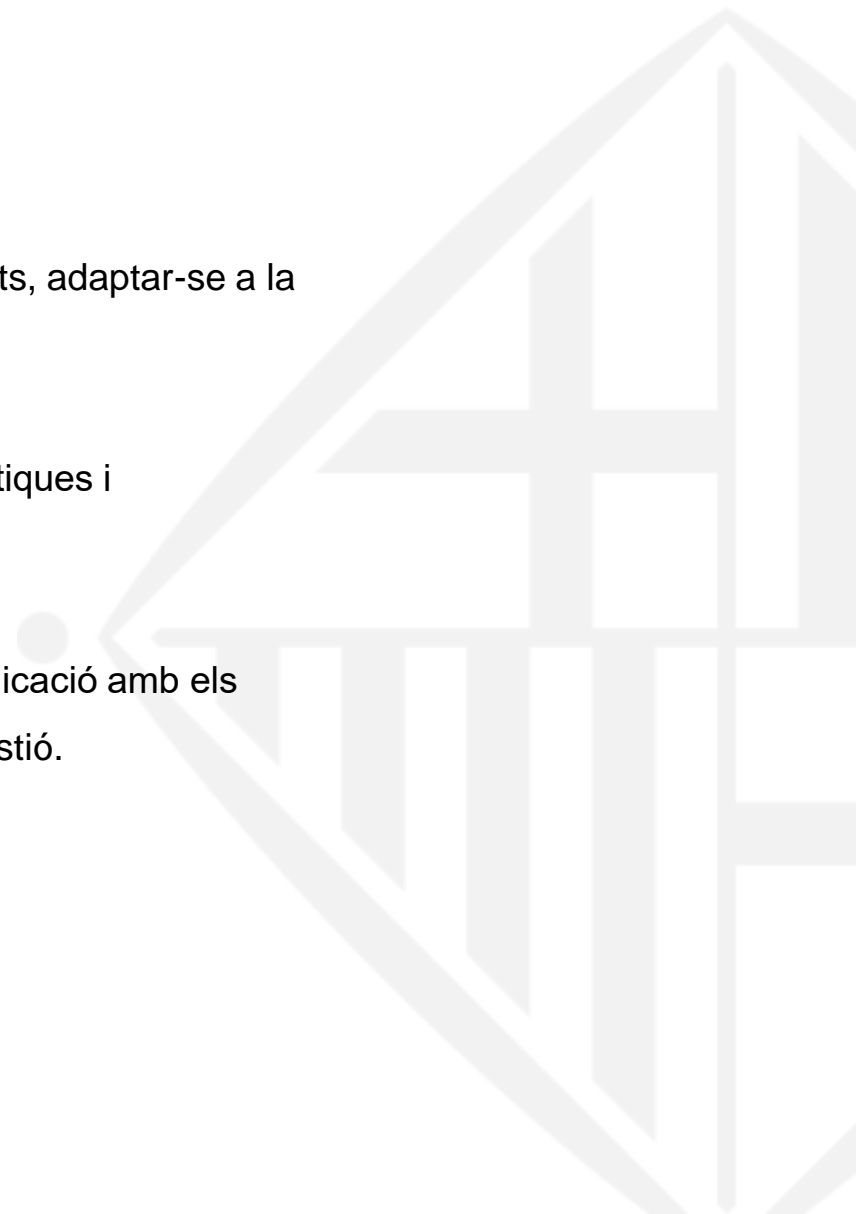 ts, adaptar-se a la
tiques i
icació amb els
stió.